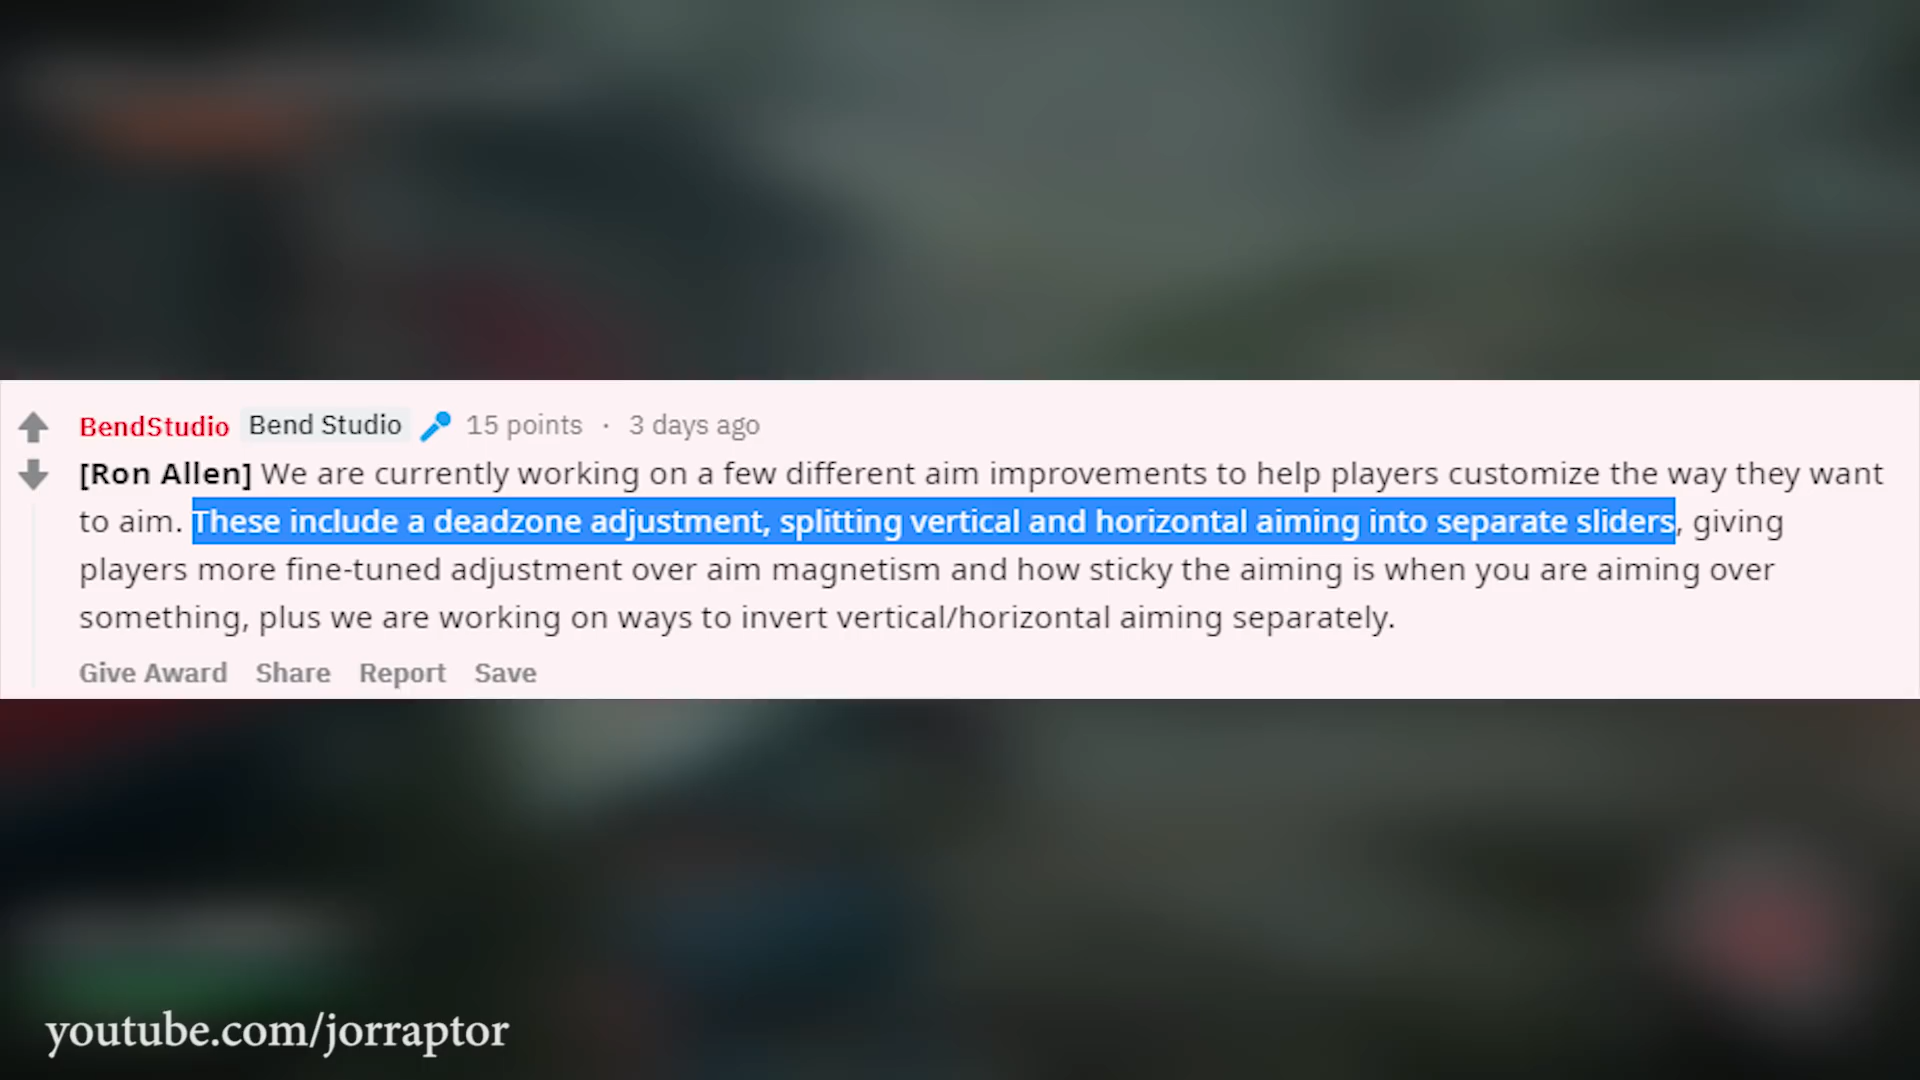 BendStudio Bend Studio 15 points · 3 days ago
[Ron Allen] We are currently working on a few different aim improvements to help players customize the way they want
to aim. These include a deadzone adjustment, splitting vertical and horizontal aiming into separate sliders, giving
players more fine-tuned adjustment over aim magnetism and how sticky the aiming is when you are aiming over
something, plus we are working on ways to invert vertical/horizontal aiming separately.
Give Award Share Report Save
youtube.com/jorraptor